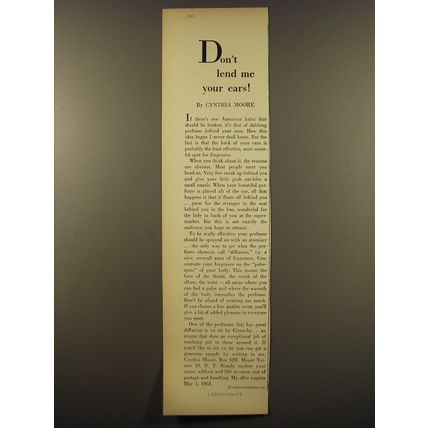 Don't
lend me
your ears!
By CYNTHIA MOORE
If there's one American habit that
should be broken, it's that of dabbing
perfume behind your ears. How this
idea began I never shall know. But the
fact is that the back of your ears is
probably the least effective, most waste-
ful spot for fragrance.
When you think about it, the reasons
are obvious. Most people meet you
head-on. Very few sneak up behind you
and give your little pink ear-lobe a
small nuzzle. When your beautiful per-
fume is placed aft of the ear, all that
happens is that it floats off behind you
... great for the stranger in the seat
behind you in the bus, wonderful for
the lady in back of you at the super-
market. But this is not exactly the
audience you hope to attract.
To be really effective, your perfume
should be sprayed on with an atomizer
... the only way to get what the per-
fume chemists call "diffusion," i.e. a
nice, over-all aura of fragrance. Con-
centrate your fragrance on the "pulse-
spots" of your body. This means the
base of the throat, the crook of the
elbow, the wrist — all areas where you
can feel a pulse and where the warmth
of the body intensifies the perfume.
Don't be afraid of wearing too much.
If you choose a fine quality scent, you'll
give a lot of added pleasure to everyone
you meet.
One of the perfumes that has great
diffusion is by ... an
aroma that does an exceptional job of
reaching out to those around it. If
you'd like to try you can get a
generous sample by writing to me,
Cynthia Moore, Box 52B, Mount Ver-
non 10, N. Y. Simply enclose your
name, address and to cover cost of
postage and handling. My offer expires
May 1, 1962.
(Advertisement)